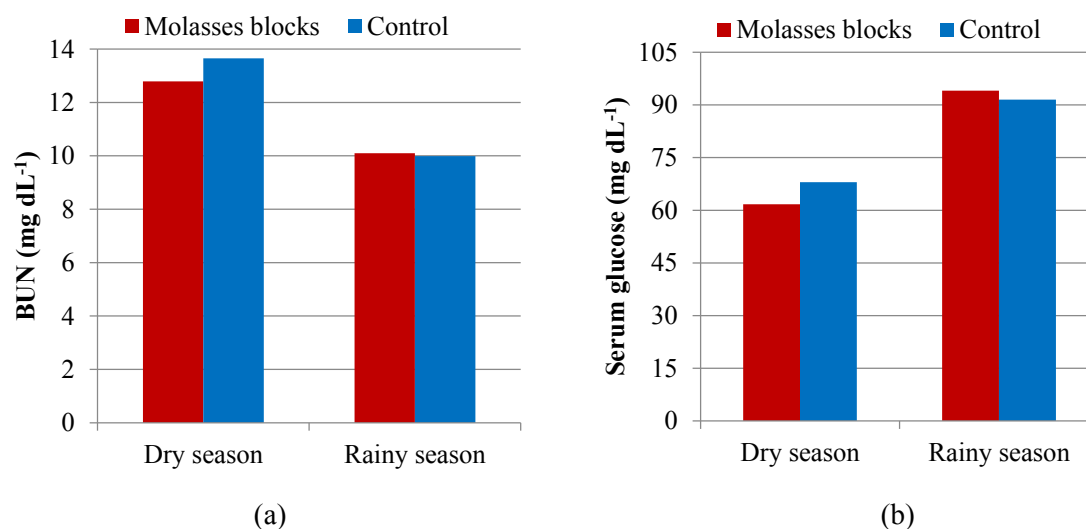 Molasses blocks Control
14
12
10
8
6
4
2
0
BUN (mg dL⁻¹)
Dry season Rainy season
(a)
Molasses blocks Control
105
90
75
60
45
30
15
0
Serum glucose (mg dL⁻¹)
Dry season Rainy season
(b)